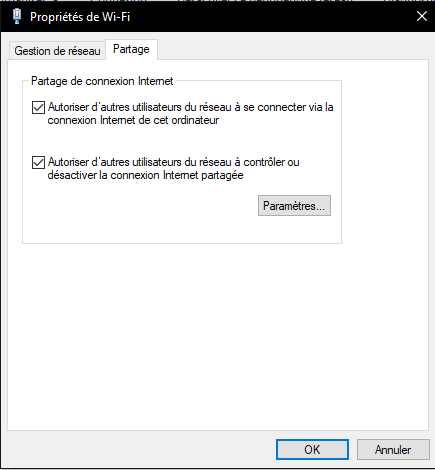 Propriétés de Wi-Fi
Gestion de réseau
Partage
Partage de connexion Internet
Autoriser d'autres utilisateurs du réseau à se connecter via la
connexion Internet de cet ordinateur
Autoriser d'autres utilisateurs du réseau à contrôler ou
désactiver la connexion Internet partagée
Paramètres...
OK
Annuler